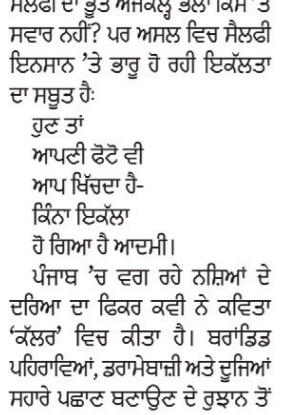 ਸੈਲਫੀ ਦਾ ਭੂਤ ਅੱਜਕੱਲ੍ਹ ਭਲਾ ਕਿਸ ’ਤੇ
ਸਵਾਰ ਨਹੀਂ? ਪਰ ਅਸਲ ਵਿਚ ਸੈਲਫੀ
ਇਨਸਾਨ ’ਤੇ ਭਾਰੂ ਹੋ ਰਹੀ ਇਕੱਲਤਾ
ਦਾ ਸਬੂਤ ਹੈ:
ਹੁਣ ਤਾਂ
ਆਪਣੀ ਫੋਟੋ ਵੀ
ਆਪ ਖਿੱਚਦਾ ਹੈ-
ਕਿੰਨਾ ਇਕੱਲਾ
ਹੋ ਗਿਆ ਹੈ ਆਦਮੀ।
ਪੰਜਾਬ ’ਚ ਵਗ ਰਹੇ ਨਸ਼ਿਆਂ ਦੇ
ਦਰਿਆ ਦਾ ਫਿਕਰ ਕਵੀ ਨੇ ਕਵਿਤਾ
‘ਕੱਲਰ’ ਵਿਚ ਕੀਤਾ ਹੈ। ਬਰਾਂਡਿਡ
ਪਹਿਰਾਵਿਆਂ, ਡਰਾਮੇਬਾਜ਼ੀ ਅਤੇ ਦੂਜਿਆਂ
ਸਹਾਰੇ ਪਛਾਣ ਬਣਾਉਣ ਦੇ ਰੁਝਾਨ ਤੋਂ